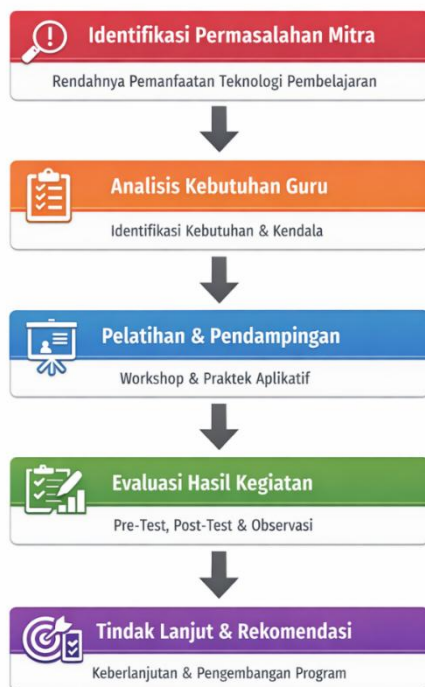 Identifikasi Permasalahan Mitra
Rendahnya Pemanfaatan Teknologi Pembelajaran
Analisis Kebutuhan Guru
Identifikasi Kebutuhan & Kendala
Pelatihan & Pendampingan
Workshop & Praktek Aplikatif
Evaluasi Hasil Kegiatan
Pre-Test, Post-Test & Observasi
Tindak Lanjut & Rekomendasi
Keberlanjutan & Pengembangan Program